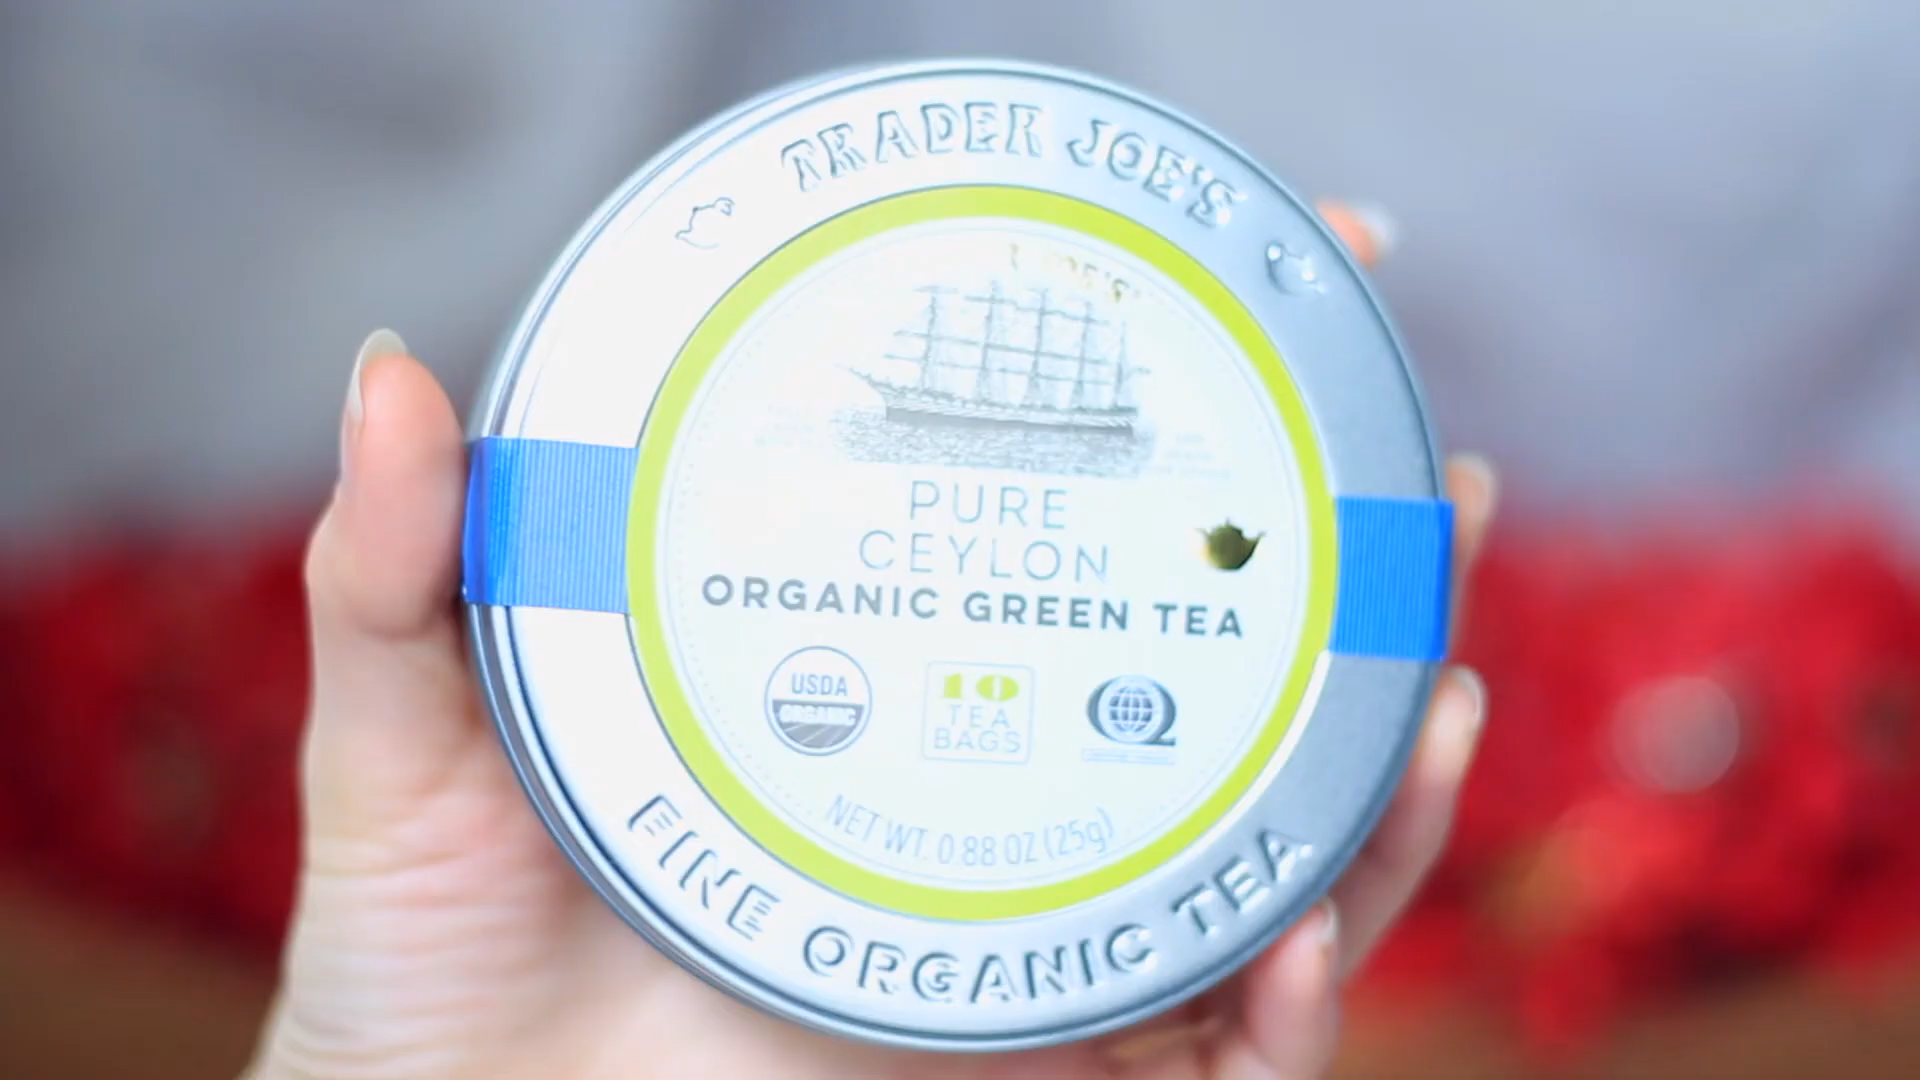 TRADER JOE'S
PURE
CEYLON
ORGANIC GREEN TEA
USDA
ORGANIC
10
TEA
BAGS
NET WT. 0.88 OZ (25g)
FINE ORGANIC TEA